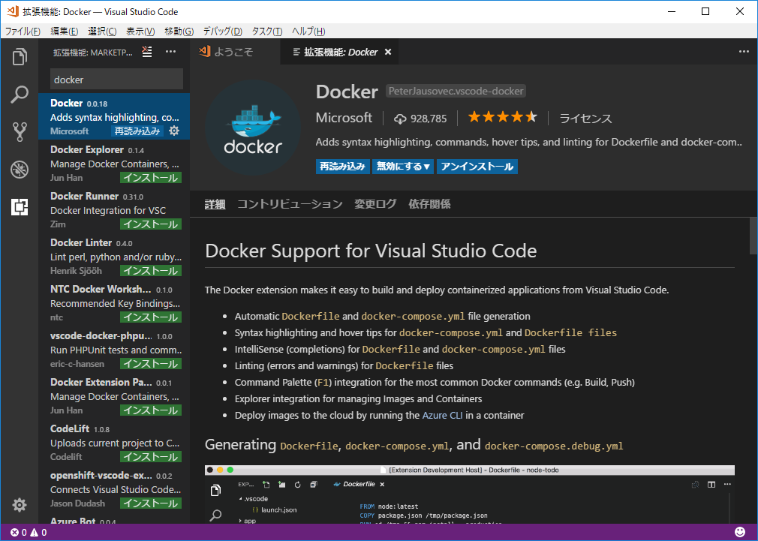 拡張機能: Docker — Visual Studio Code
ファイル(F) 編集(E) 選択(C) 表示(V) 移動(G) デバッグ(D) タスク(T) ヘルプ(H)
拡張機能: MARKETP...
docker
Docker 0.0.18
Adds syntax highlighting, co...
Microsoft 再読み込み
Docker Explorer 0.1.4
Manage Docker Containers, ...
Jun Han インストール
Docker Runner 0.31.0
Docker Integration for VSC
Zim インストール
Docker Linter 0.4.0
Lint perl, python and/or ruby...
Henrik Sjööh インストール
NTC Docker Worksh... 0.1.0
Recommended Key Bindings...
ntc インストール
vscode-docker-phpu... 1.0.0
Run PHPUnit tests and comm...
eric-c-hansen インストール
Docker Extension Pa... 0.0.1
Manage Docker Containers, ...
Jun Han インストール
CodeLift 1.0.8
Uploads current project to C...
Codelift インストール
openshift-vscode-ex... 0.0.2
Connects Visual Studio Code...
Jason Dudash インストール
Azure Bot 0.0.4
ようこそ 拡張機能: Docker
docker
Docker PeterJausovec.vscode-docker
Microsoft 928,785 ライセンス
Adds syntax highlighting, commands, hover tips, and linting for Dockerfile and docker-com...
再読み込み 無効にする▼ アンインストール
詳細 コントリビューション 変更ログ 依存関係
Docker Support for Visual Studio Code
The Docker extension makes it easy to build and deploy containerized applications from Visual Studio Code.
• Automatic Dockerfile and docker-compose.yml file generation
• Syntax highlighting and hover tips for docker-compose.yml and Dockerfile files
• IntelliSense (completions) for Dockerfile and docker-compose.yml files
• Linting (errors and warnings) for Dockerfile files
• Command Palette (F1) integration for the most common Docker commands (e.g. Build, Push)
• Explorer integration for managing Images and Containers
• Deploy images to the cloud by running the Azure CLI in a container
Generating Dockerfile, docker-compose.yml, and docker-compose.debug.yml
[Extension Development Host] - Dockerfile - node-todo
EXP... Dockerfile
.vscode
launch.json
app
FROM node:latest
COPY package.json /tmp/package.json
0 0